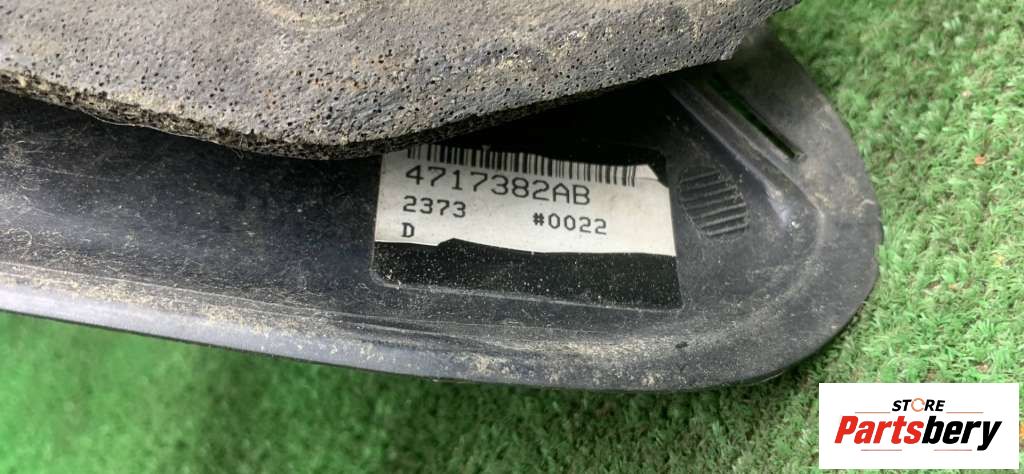 4717382AB
2373 #0022
D
STORE
Partsbery